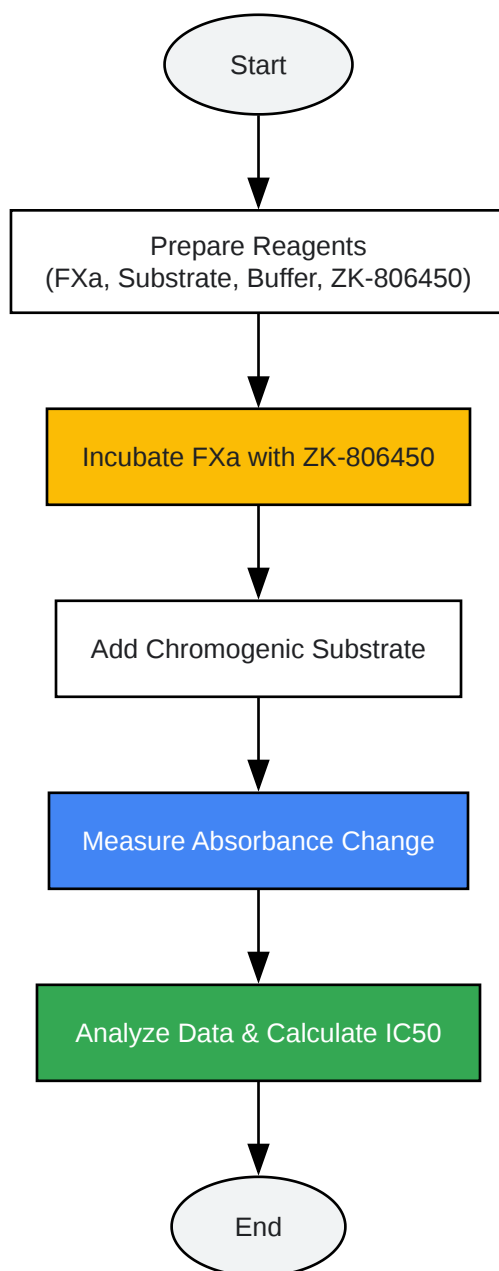 Start
Prepare Reagents
(FXa, Substrate, Buffer, ZK-806450)
Incubate FXa with ZK-806450
Add Chromogenic Substrate
Measure Absorbance Change
Analyze Data & Calculate IC50
End